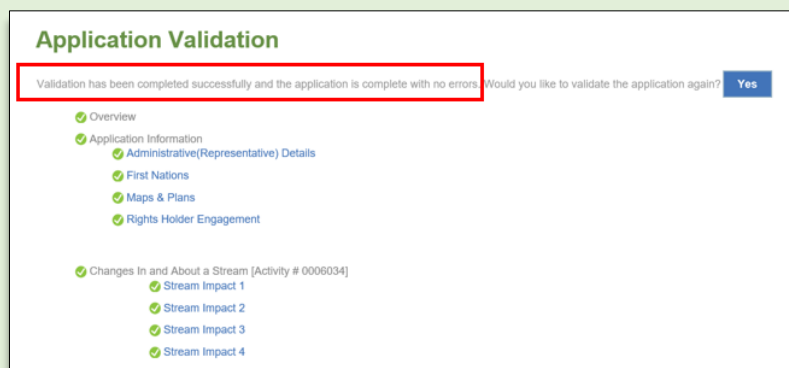 Application Validation
Validation has been completed successfully and the application is complete with no errors. Would you like to validate the application again? Yes
Overview
Application Information
Administrative(Representative) Details
First Nations
Maps & Plans
Rights Holder Engagement
Changes In and About a Stream [Activity # 0006034]
Stream Impact 1
Stream Impact 2
Stream Impact 3
Stream Impact 4